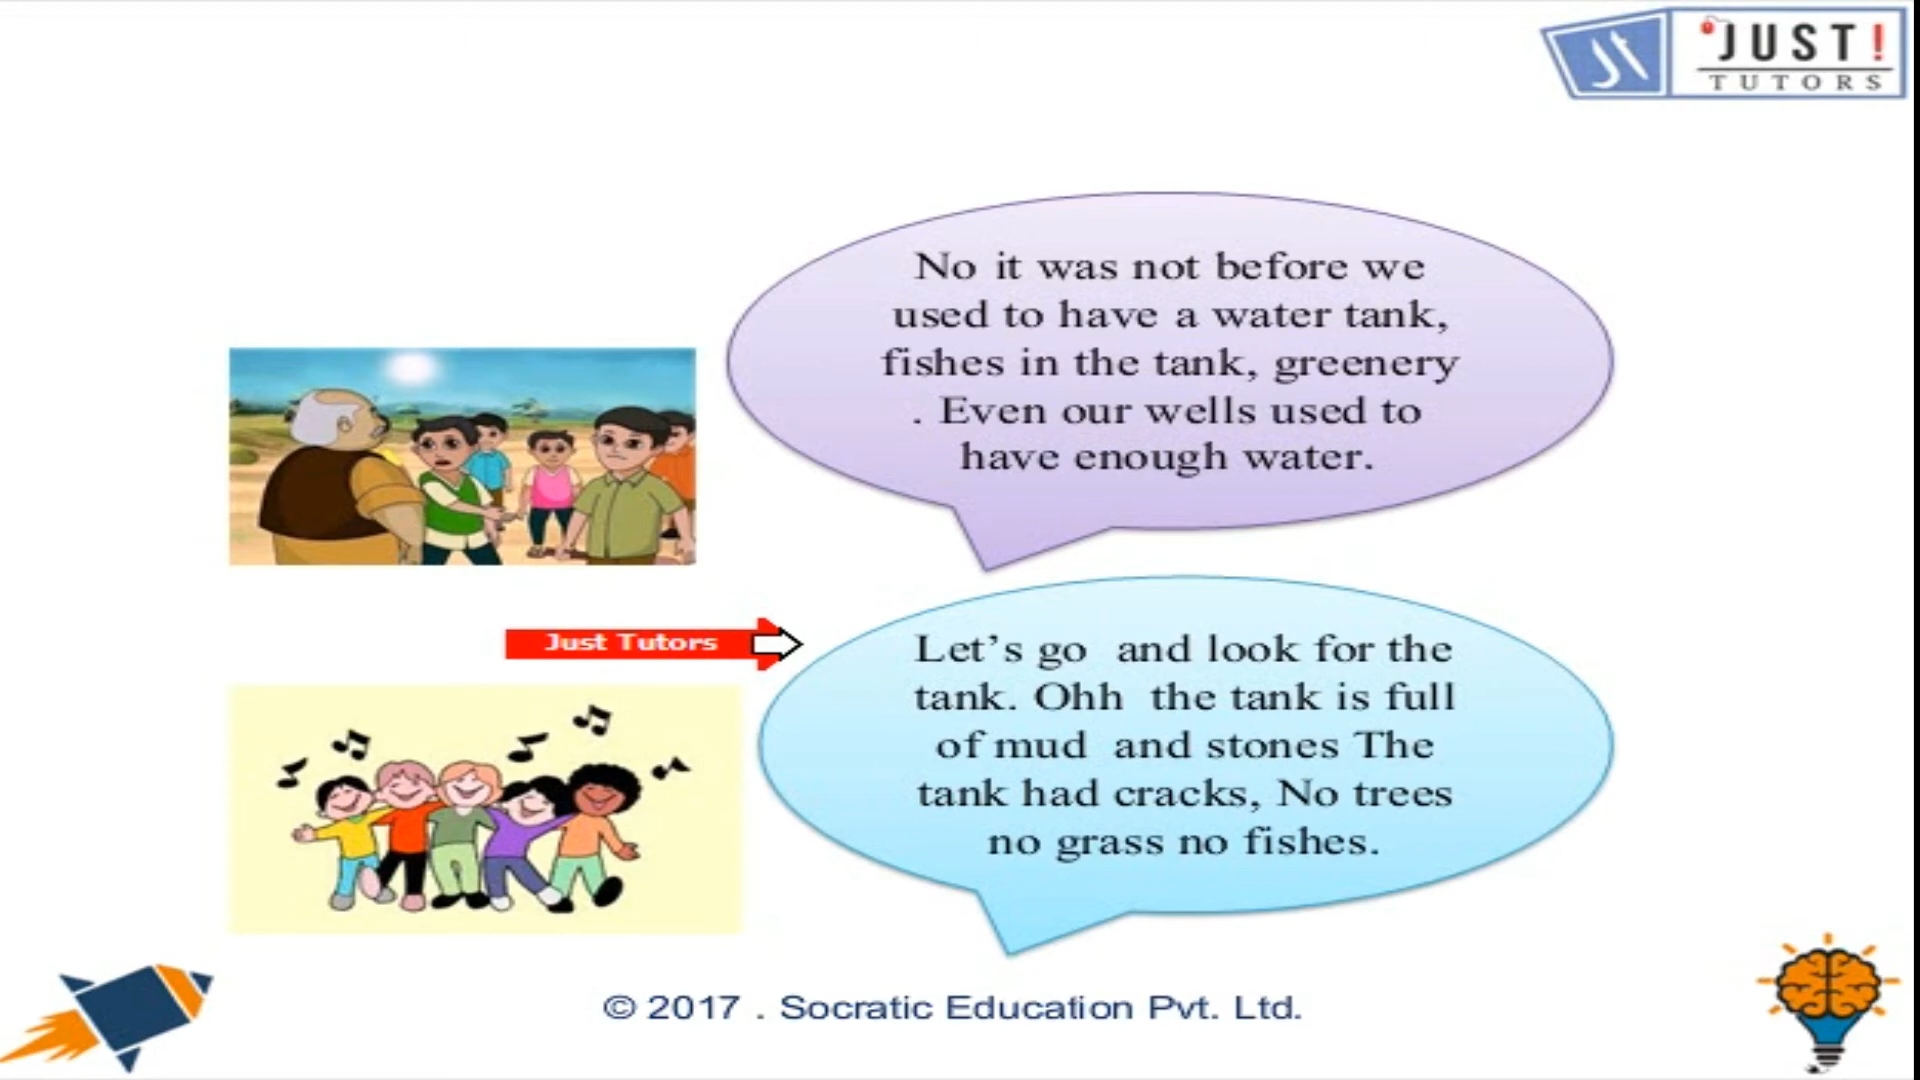 JUST!
TUTORS
No it was not before we
used to have a water tank,
fishes in the tank, greenery
. Even our wells used to
have enough water.
Just Tutors
Let’s go and look for the
tank. Ohh the tank is full
of mud and stones The
tank had cracks, No trees
no grass no fishes.
© 2017 . Socratic Education Pvt. Ltd.